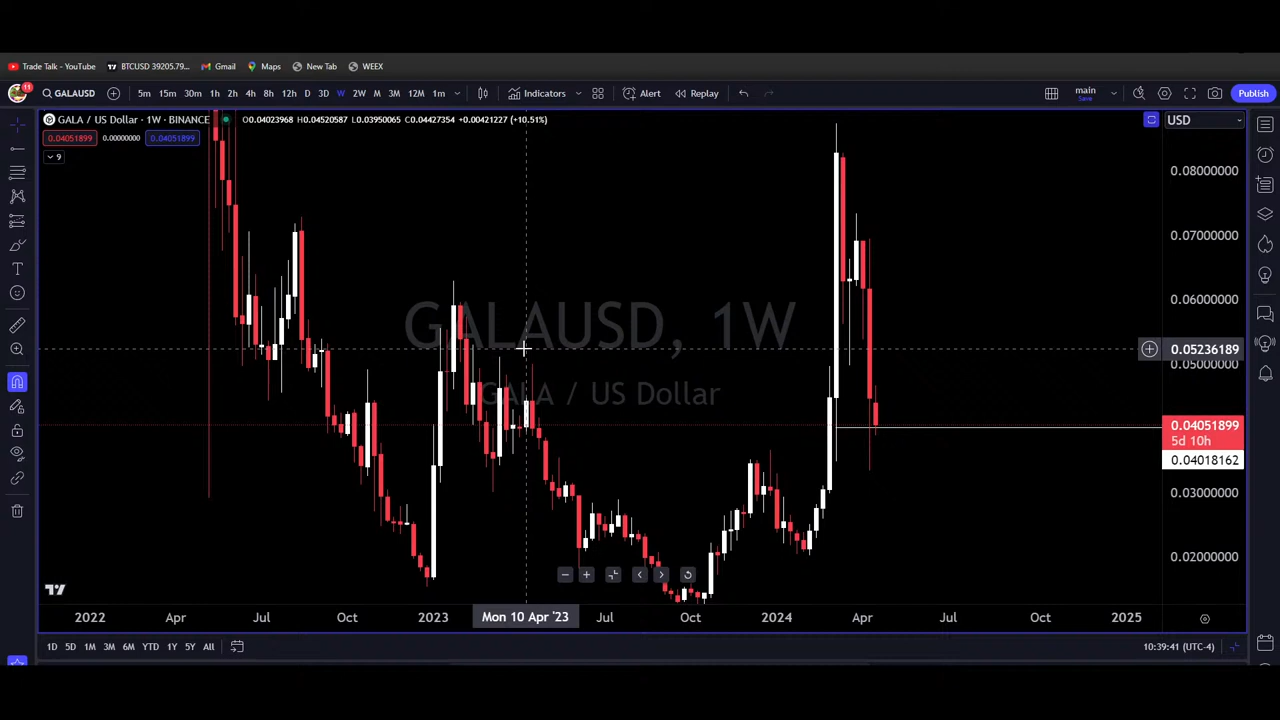 Trade Talk - YouTube BTCUSD 39205.79... Gmail Maps New Tab WEEX
11 GALAUSD 5m 15m 30m 1h 2h 4h 8h 12h D 3D W 2W M 3M 12M 1m Indicators Alert Replay main Save Publish
GALA / US Dollar · 1W · BINANCE O0.04023968 H0.04520587 L0.03950065 C0.04427354 +0.00421227 (+10.51%) USD
0.04051899 0.00000000 0.04051899
9
0.08000000
0.07000000
0.06000000
GALAUSD, 1W
0.05236189
0.05000000
GALA / US Dollar
0.04051899
5d 10h
0.04018162
0.03000000
0.02000000
2022 Apr Jul Oct 2023 Mon 10 Apr '23 Jul Oct 2024 Apr Jul Oct 2025
1D 5D 1M 3M 6M YTD 1Y 5Y All 10:39:41 (UTC-4)